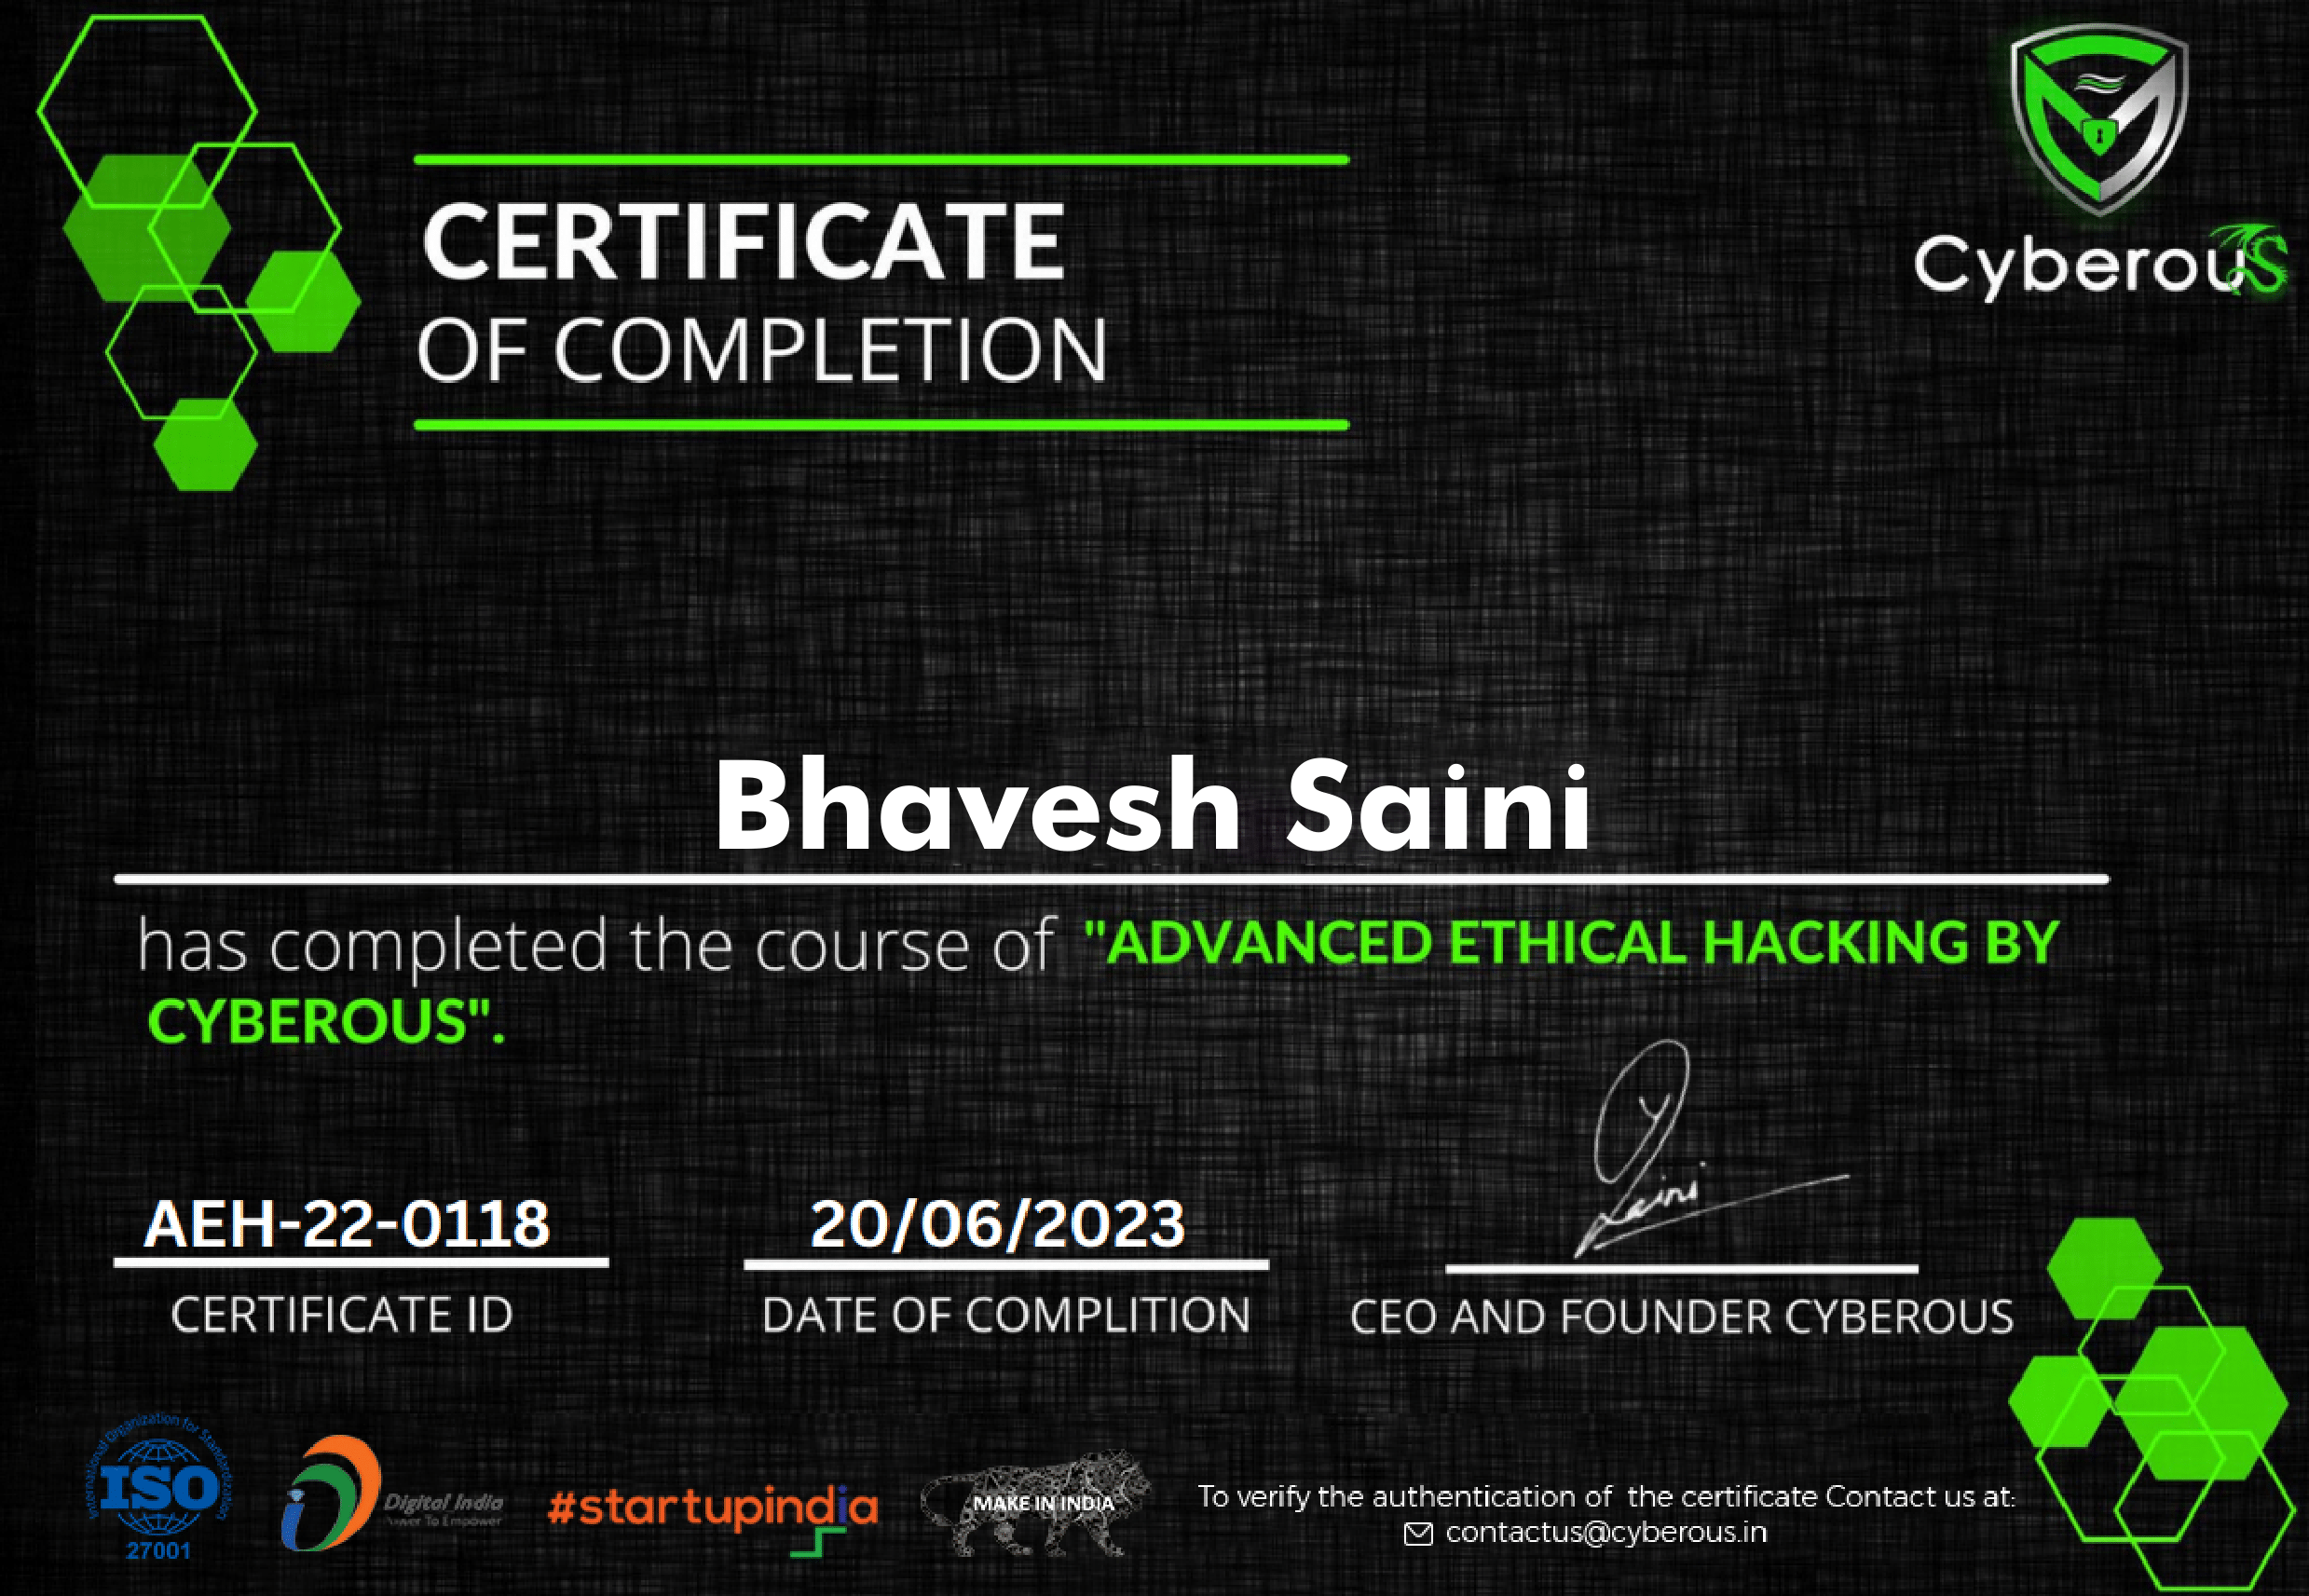 Cyberous
CERTIFICATE
OF COMPLETION
Bhavesh Saini
has completed the course of "ADVANCED ETHICAL HACKING BY
CYBEROUS".
Saini
AEH-22-0118
20/06/2023
CERTIFICATE ID
DATE OF COMPLITION
CEO AND FOUNDER CYBEROUS
International Organization for Standardization
ISO
27001
Digital India
Power To Empower
#startupindia
MAKE IN INDIA
To verify the authentication of the certificate Contact us at:
contactus@cyberous.in